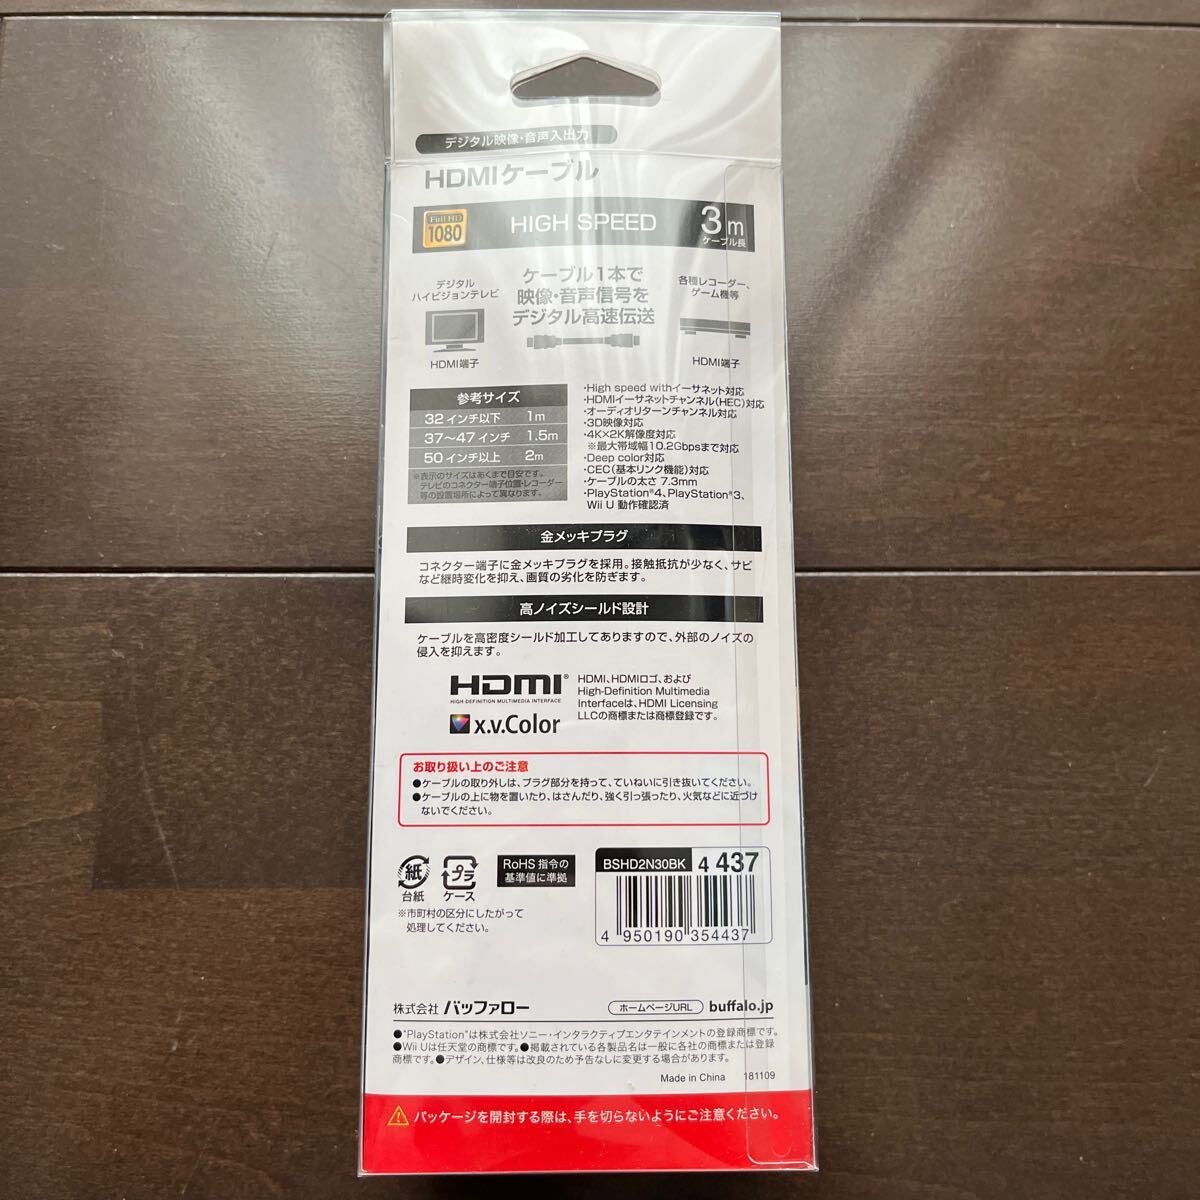 デジタル映像・音声入出力
HDMIケーブル
Full HD
1080
HIGH SPEED
3m
ケーブル長
デジタル
ハイビジョンテレビ
HDMI端子
ケーブル1本で
映像・音声信号を
デジタル高速伝送
各種レコーダー、
ゲーム機等
HDMI端子
参考サイズ
32インチ以下 1m
37〜47インチ 1.5m
50インチ以上 2m
※表示のサイズはあくまで目安です。
テレビのコネクター端子位置・レコーダー
等の設置場所によって異なります。
・High speed withイーサネット対応
・HDMIイーサネットチャンネル(HEC)対応
・オーディオリターンチャンネル対応
・3D映像対応
・4K×2K解像度対応
※最大帯域幅10.2Gbpsまで対応
・Deep color対応
・CEC(基本リンク機能)対応
・ケーブルの太さ 7.3mm
・PlayStation®4、PlayStation®3、
Wii U 動作確認済
金メッキプラグ
コネクター端子に金メッキプラグを採用。接触抵抗が少なく、サビ
など継時変化を抑え、画質の劣化を防ぎます。
高ノイズシールド設計
ケーブルを高密度シールド加工してありますので、外部のノイズの
侵入を抑えます。
HDMI®
HIGH-DEFINITION MULTIMEDIA INTERFACE
x.v.Color
HDMI、HDMIロゴ、および
High-Definition Multimedia
Interfaceは、HDMI Licensing
LLCの商標または商標登録です。
お取り扱い上のご注意
●ケーブルの取り外しは、プラグ部分を持って、ていねいに引き抜いてください。
●ケーブルの上に物を置いたり、はさんだり、強く引っ張ったり、火気などに近づけ
ないでください。
紙
台紙
プラ
ケース
※市町村の区分にしたがって
処理してください。
RoHS 指令の
基準値に準拠
BSHD2N30BK 4 437
4 950190 354437
株式会社 バッファロー
ホームページURL buffalo.jp
●"PlayStation"は株式会社ソニー・インタラクティブエンタテインメントの登録商標です。
●Wii Uは任天堂の商標です。●掲載されている各製品名は一般に各社の商標または登録
商標です。●デザイン、仕様等は改良のため予告なしに変更する場合があります。
Made in China 181109
パッケージを開封する際は、手を切らないようにご注意ください。